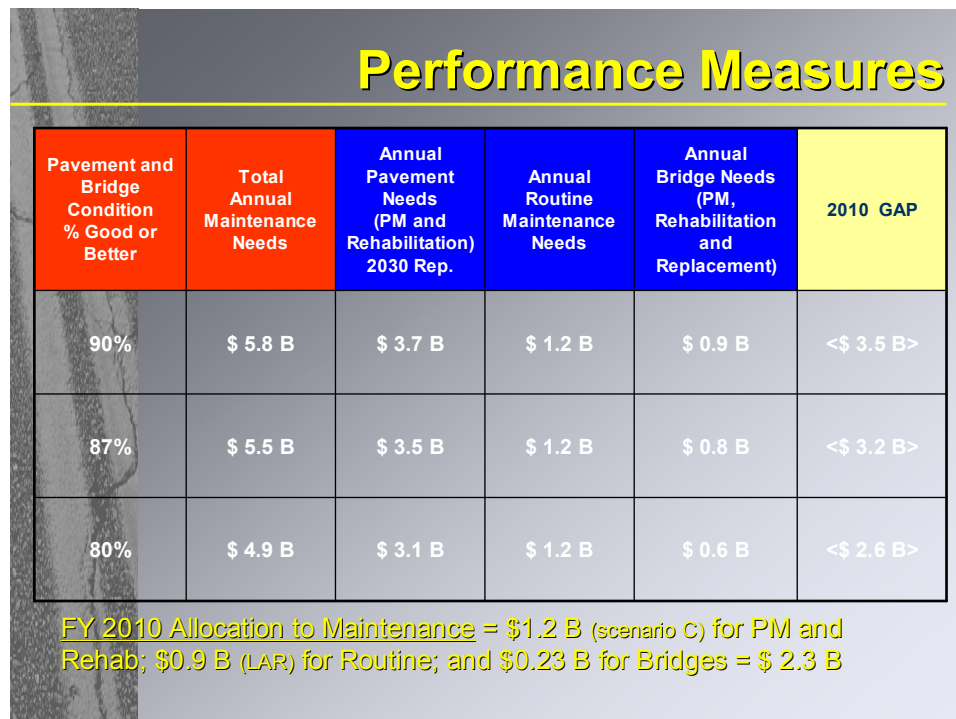 Performance Measures
Pavement and
Bridge
Condition
% Good or
Better
Total
Annual
Maintenance
Needs
Annual
Pavement
Needs
(PM and
Rehabilitation)
2030 Rep.
Annual
Routine
Maintenance
Needs
Annual
Bridge Needs
(PM,
Rehabilitation
and
Replacement)
2010 GAP
90% $ 5.8 B $ 3.7 B $ 1.2 B $ 0.9 B <$ 3.5 B>
87% $ 5.5 B $ 3.5 B $ 1.2 B $ 0.8 B <$ 3.2 B>
80% $ 4.9 B $ 3.1 B $ 1.2 B $ 0.6 B <$ 2.6 B>
FY 2010 Allocation to Maintenance = $1.2 B (scenario C) for PM and
Rehab; $0.9 B (LAR) for Routine; and $0.23 B for Bridges = $ 2.3 B